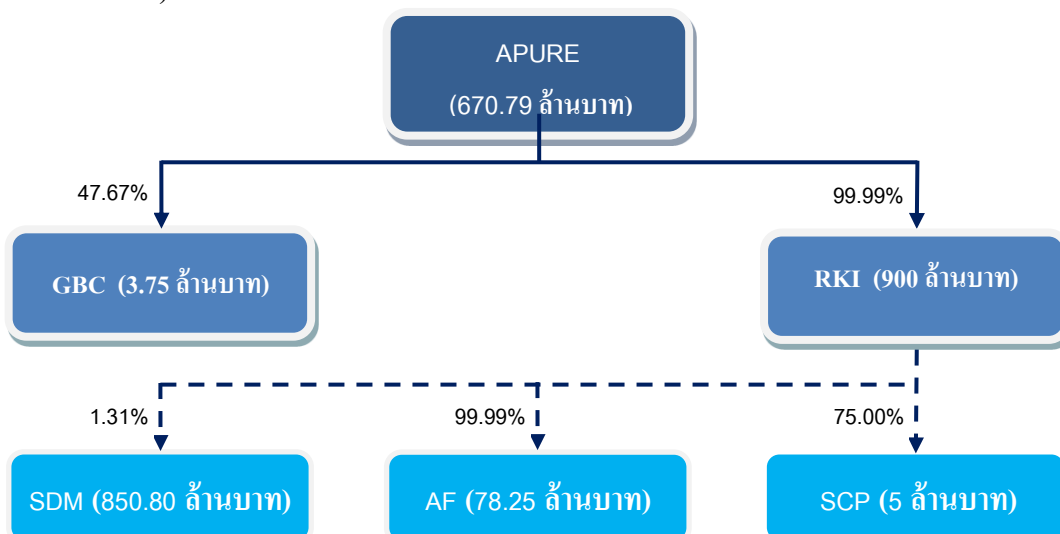 )
APURE
(670.79 ล้านบาท)
47.67%
99.99%
GBC (3.75 ล้านบาท)
RKI (900 ล้านบาท)
1.31%
99.99%
75.00%
SDM (850.80 ล้านบาท)
AF (78.25 ล้านบาท)
SCP (5 ล้านบาท)